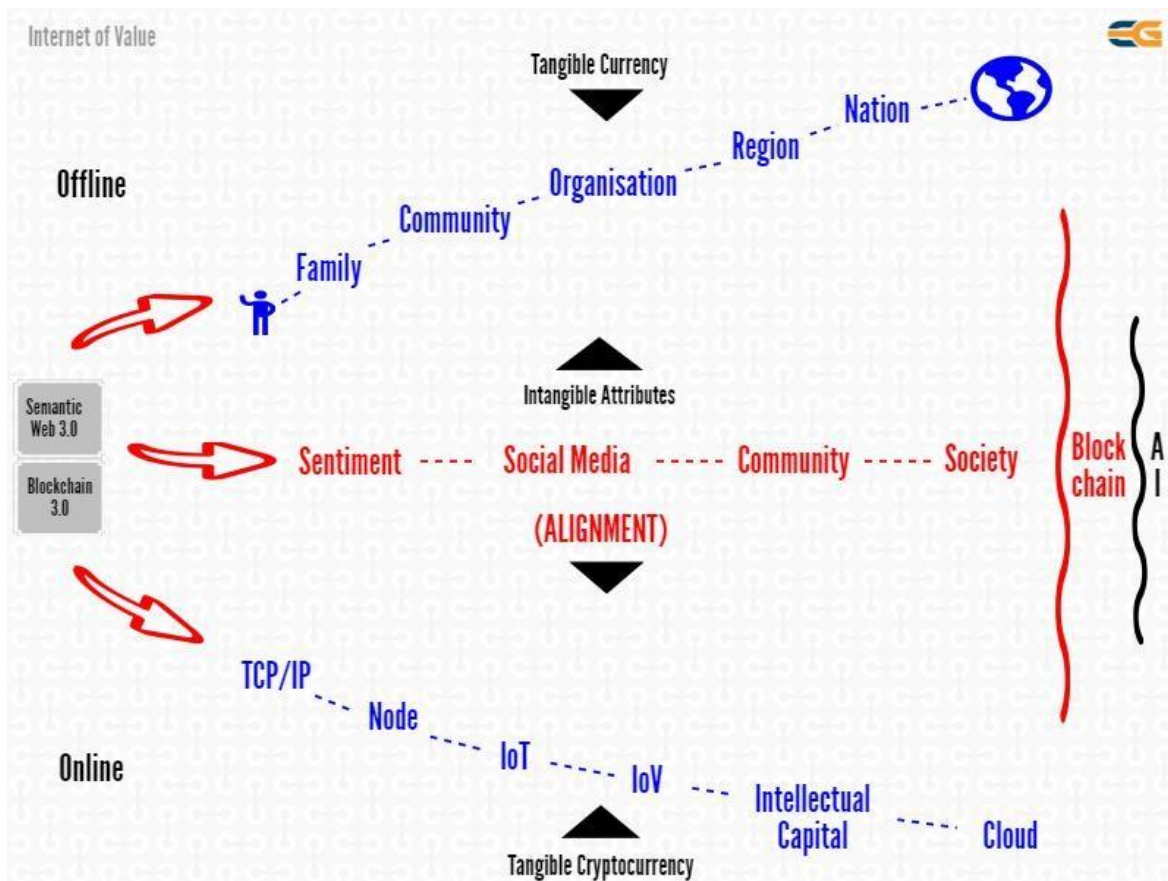 Internet of Value
EG
Tangible Currency
Offline
Family
Community
Organisation
Region
Nation
Intangible Attributes
Semantic
Web 3.0
Blockchain
3.0
Sentiment
Social Media
Community
Society
(ALIGNMENT)
Block
chain
A
I
Online
TCP/IP
Node
IoT
IoV
Intellectual
Capital
Cloud
Tangible Cryptocurrency